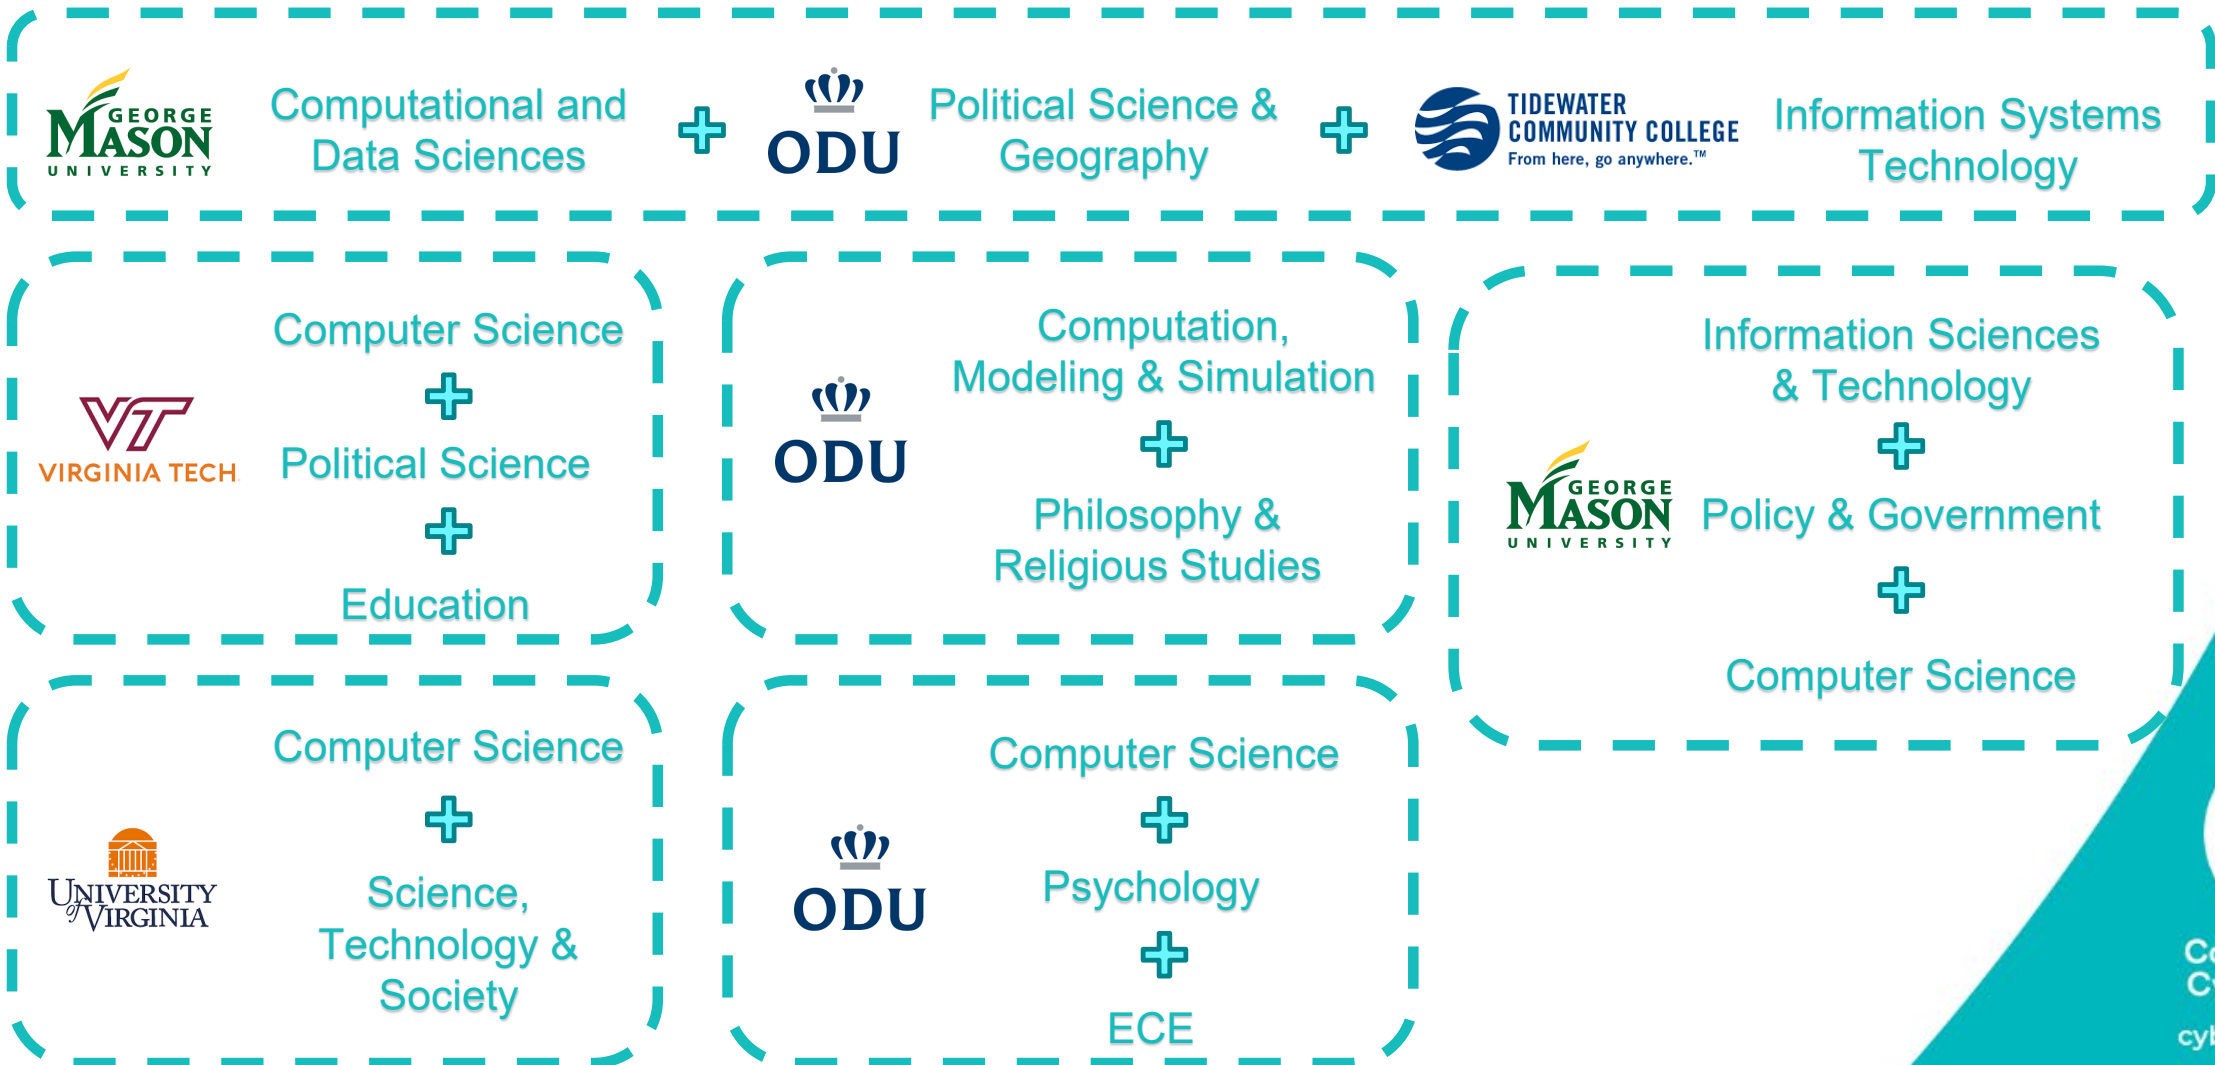 GEORGE
MASON
UNIVERSITY
Computational and
Data Sciences
ODU
Political Science &
Geography
TIDEWATER
COMMUNITY COLLEGE
From here, go anywhere.™
Information Systems
Technology
VIRGINIA TECH.
Computer Science
Political Science
Education
ODU
Computation,
Modeling & Simulation
Philosophy &
Religious Studies
GEORGE
MASON
UNIVERSITY
Information Sciences
& Technology
Policy & Government
Computer Science
UNIVERSITY
of VIRGINIA
Computer Science
Science,
Technology &
Society
ODU
Computer Science
Psychology
ECE